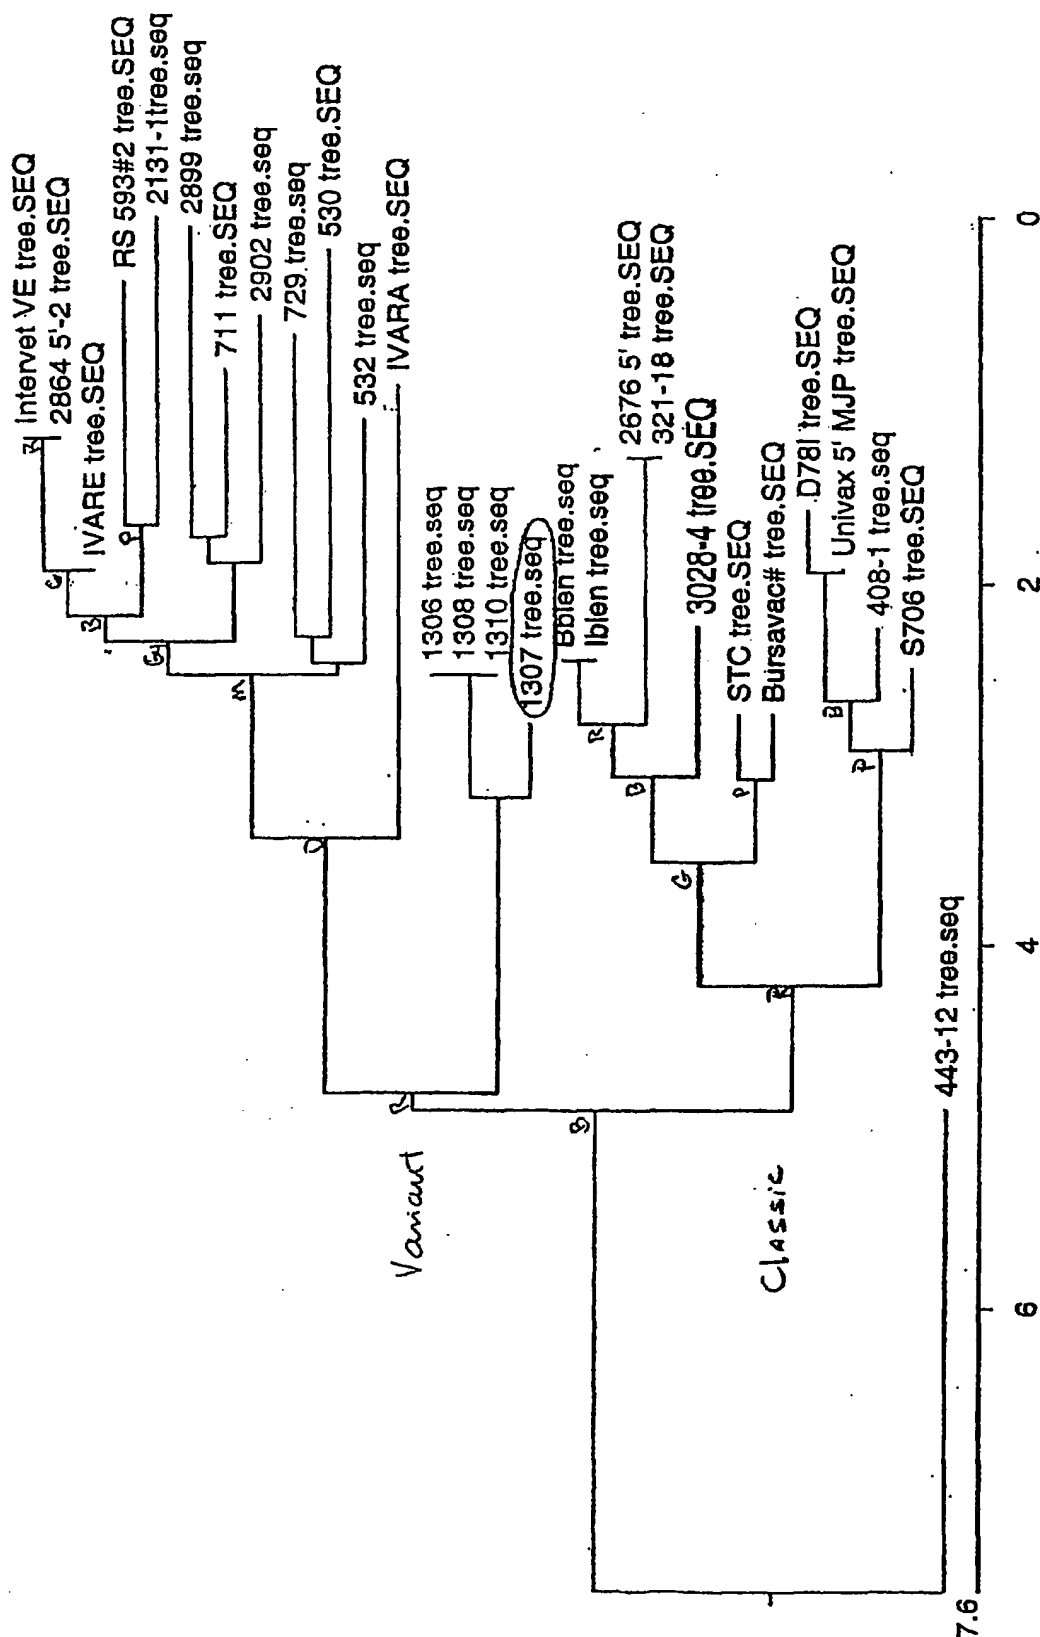 Intervet VE tree.SEQ
2864 5'-2 tree.SEQ
IVARE tree.SEQ
RS 593#2 tree.SEQ
2131-1tree.seq
2899 tree.seq
711 tree.SEQ
2902 tree.seq
729.tree.seq
530 tree.SEQ
532 tree.seq
IVARA tree.SEQ
1306 tree.seq
1308 tree.seq
1310 tree.seq
1307 tree.seq
Bblen tree.seq
Iblen tree.seq
2676 5' tree.SEQ
321-18 tree.SEQ
3028-4 tree.SEQ
STC tree.SEQ
Bursavac# tree.SEQ
D78I tree.SEQ
Univax 5' MJP tree.SEQ
408-1 tree.seq
S706 tree.SEQ
443-12 tree.seq
Variant
Classic
B
G
M
R
B
G
P
R
B
P
B
7.6
6
4
2
0